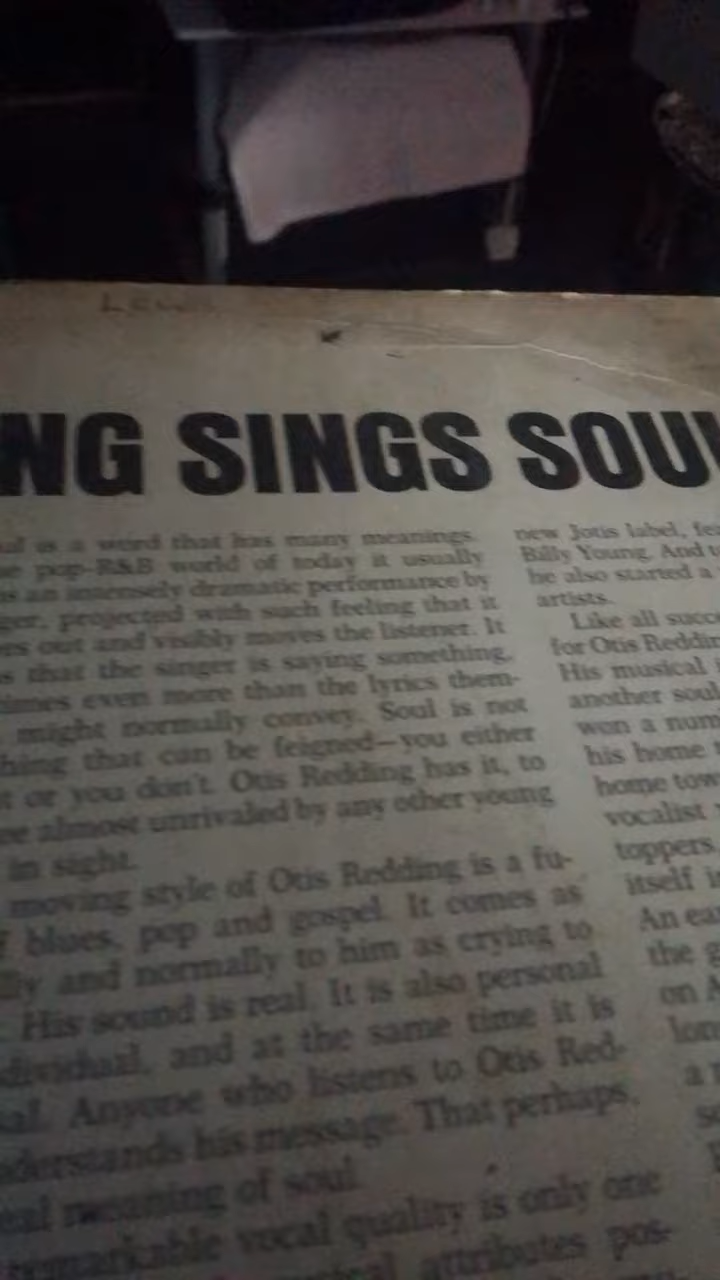 NG SINGS SOUL
ul is a word that has many meanings.
e pop-R&B world of today it usually
s an intensely dramatic performance by
ger, projected with such feeling that it
es out and visibly moves the listener. It
s that the singer is saying something,
times even more than the lyrics them-
might normally convey. Soul is not
hing that can be feigned—you either
t or you don't. Otis Redding has it, to
ee almost unrivaled by any other young
in sight.
moving style of Otis Redding is a fu-
f blues, pop and gospel. It comes as
lly and normally to him as crying to
His sound is real. It is also personal
dividual, and at the same time it is
sal. Anyone who listens to Otis Red-
derstands his message. That perhaps,
eal meaning of soul
remarkable vocal quality is only one
attributes pos-
new Jotis label, fea
Billy Young. And u
he also started a
artists.
Like all succe
for Otis Reddin
His musical
another soul
won a num
his home
home tow
vocalist
toppers
itself i
An ea
the g
on A
lon
a
s